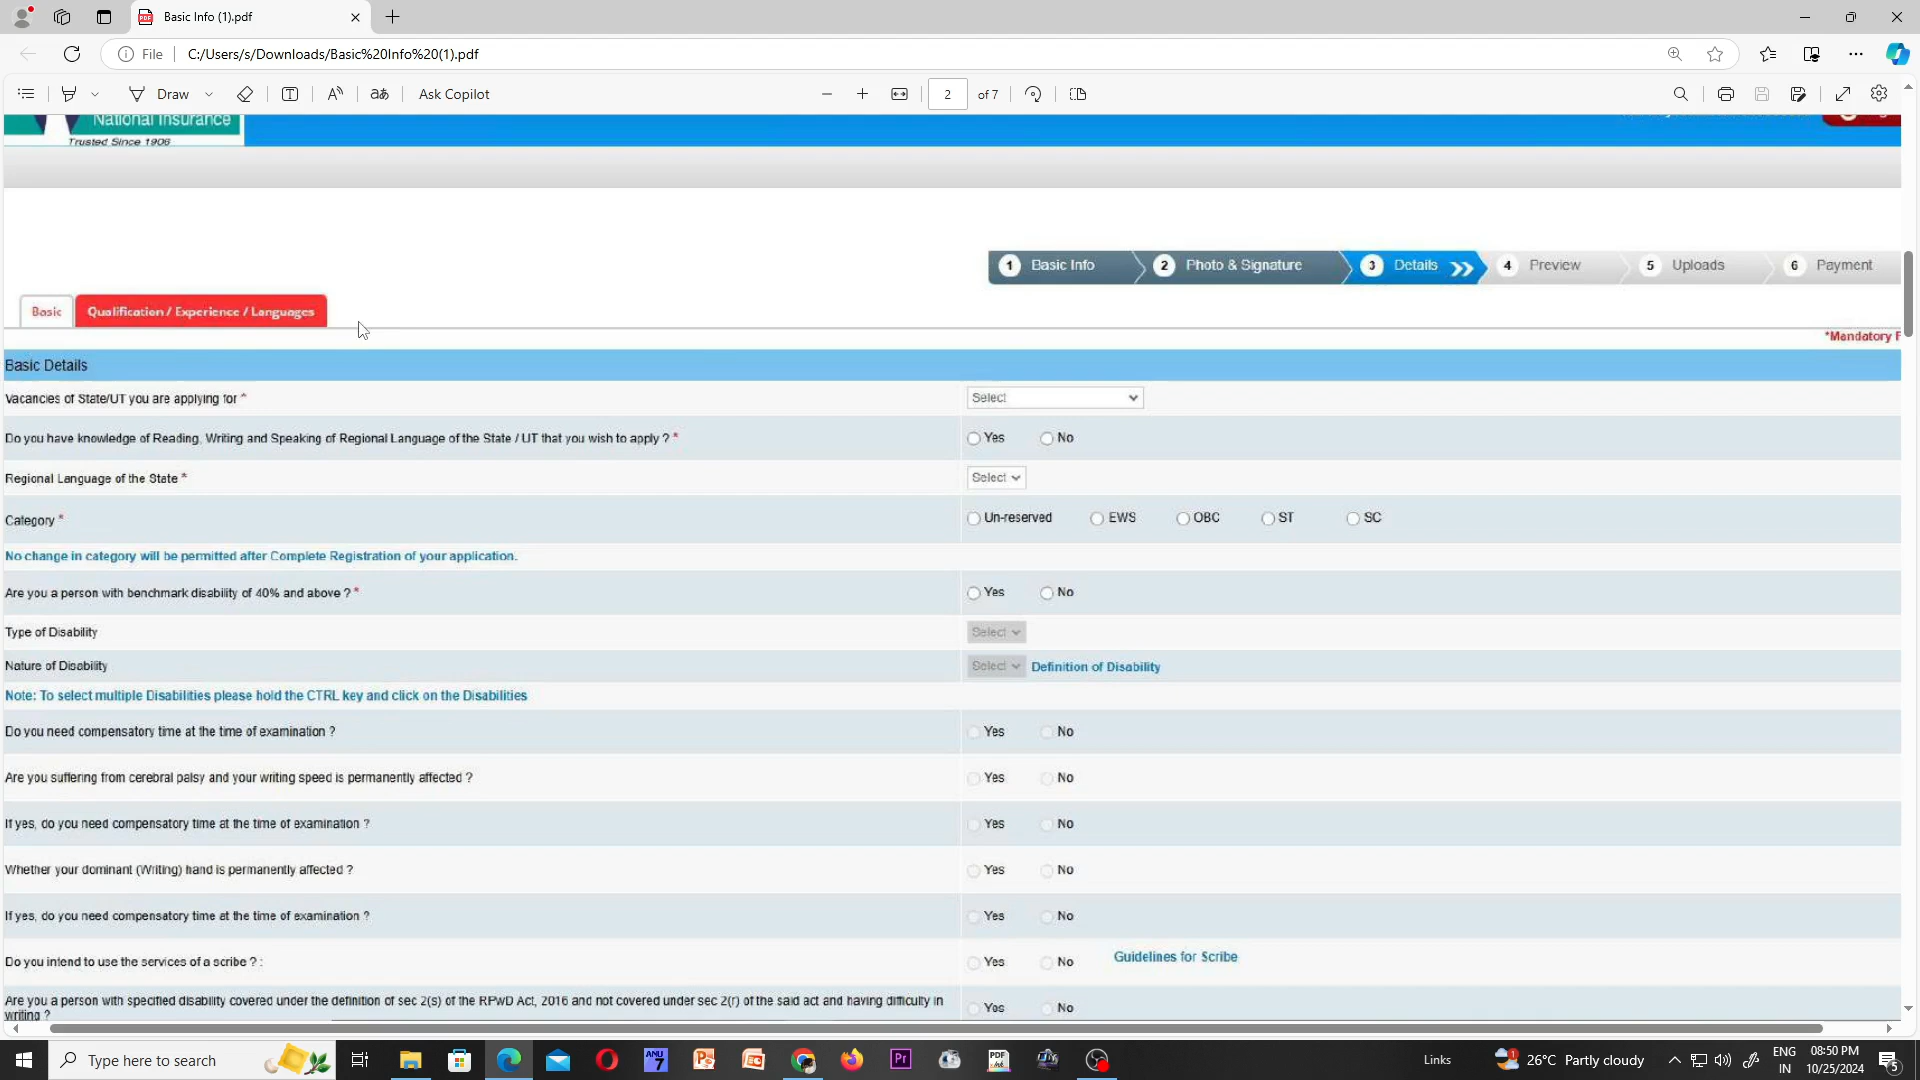 Basic Info (1).pdf
File C:/Users/s/Downloads/Basic%20Info%20(1).pdf
Draw Ask Copilot 2 of 7
National Insurance
Trusted Since 1906
1 Basic Info 2 Photo & Signature 3 Details 4 Preview 5 Uploads 6 Payment
Basic Qualification / Experience / Languages
*Mandatory F
Basic Details
Vacancies of State/UT you are applying for * Select
Do you have knowledge of Reading, Writing and Speaking of Regional Language of the State / UT that you wish to apply ? * Yes No
Regional Language of the State * Select
Category * Un-reserved EWS OBC ST SC
No change in category will be permitted after Complete Registration of your application.
Are you a person with benchmark disability of 40% and above ? * Yes No
Type of Disability Select
Nature of Disability Select Definition of Disability
Note: To select multiple Disabilities please hold the CTRL key and click on the Disabilities
Do you need compensatory time at the time of examination ? Yes No
Are you suffering from cerebral palsy and your writing speed is permanently affected ? Yes No
If yes, do you need compensatory time at the time of examination ? Yes No
Whether your dominant (Writing) hand is permanently affected ? Yes No
If yes, do you need compensatory time at the time of examination ? Yes No
Do you intend to use the services of a scribe ? : Yes No Guidelines for Scribe
Are you a person with specified disability covered under the definition of sec 2(s) of the RPwD Act, 2016 and not covered under sec 2(r) of the said act and having difficulty in
writing ? Yes No
Type here to search Links 26°C Partly cloudy ENG 08:50 PM
IN 10/25/2024 5